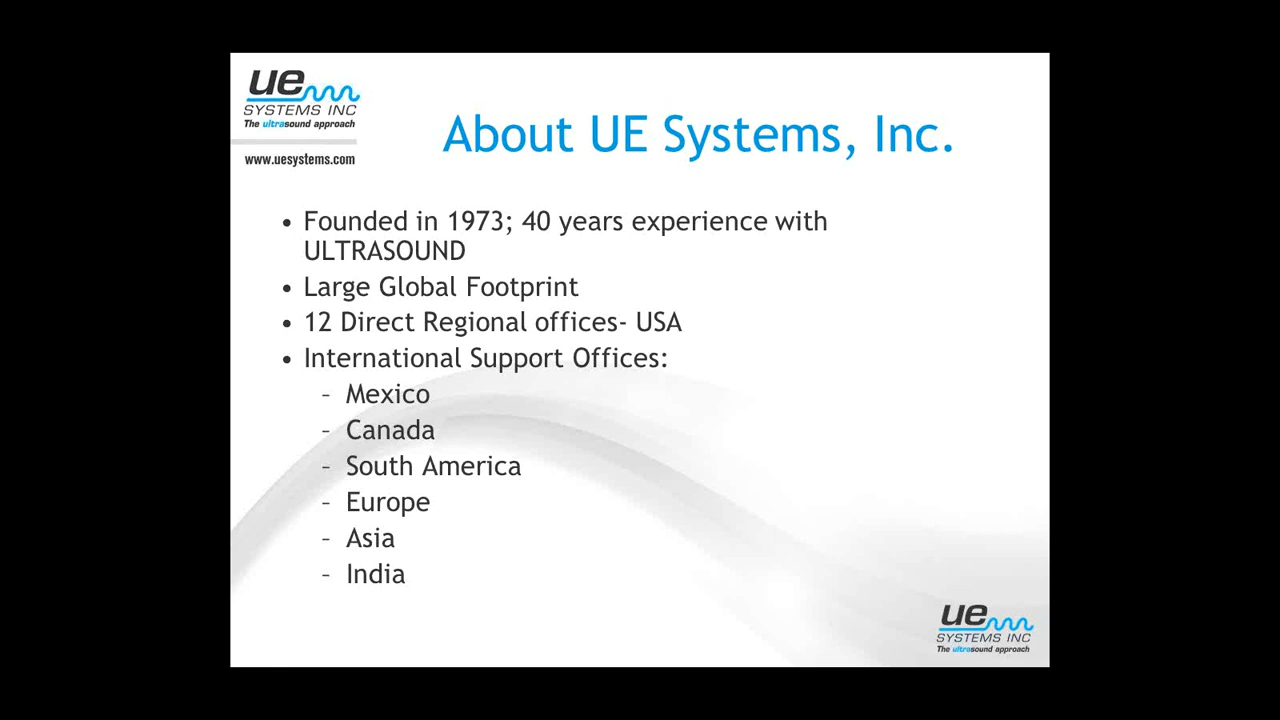 ue
SYSTEMS INC
The ultrasound approach
www.uesystems.com
About UE Systems, Inc.
• Founded in 1973; 40 years experience with
ULTRASOUND
• Large Global Footprint
• 12 Direct Regional offices- USA
• International Support Offices:
– Mexico
– Canada
– South America
– Europe
– Asia
– India
ue
SYSTEMS INC
The ultrasound approach